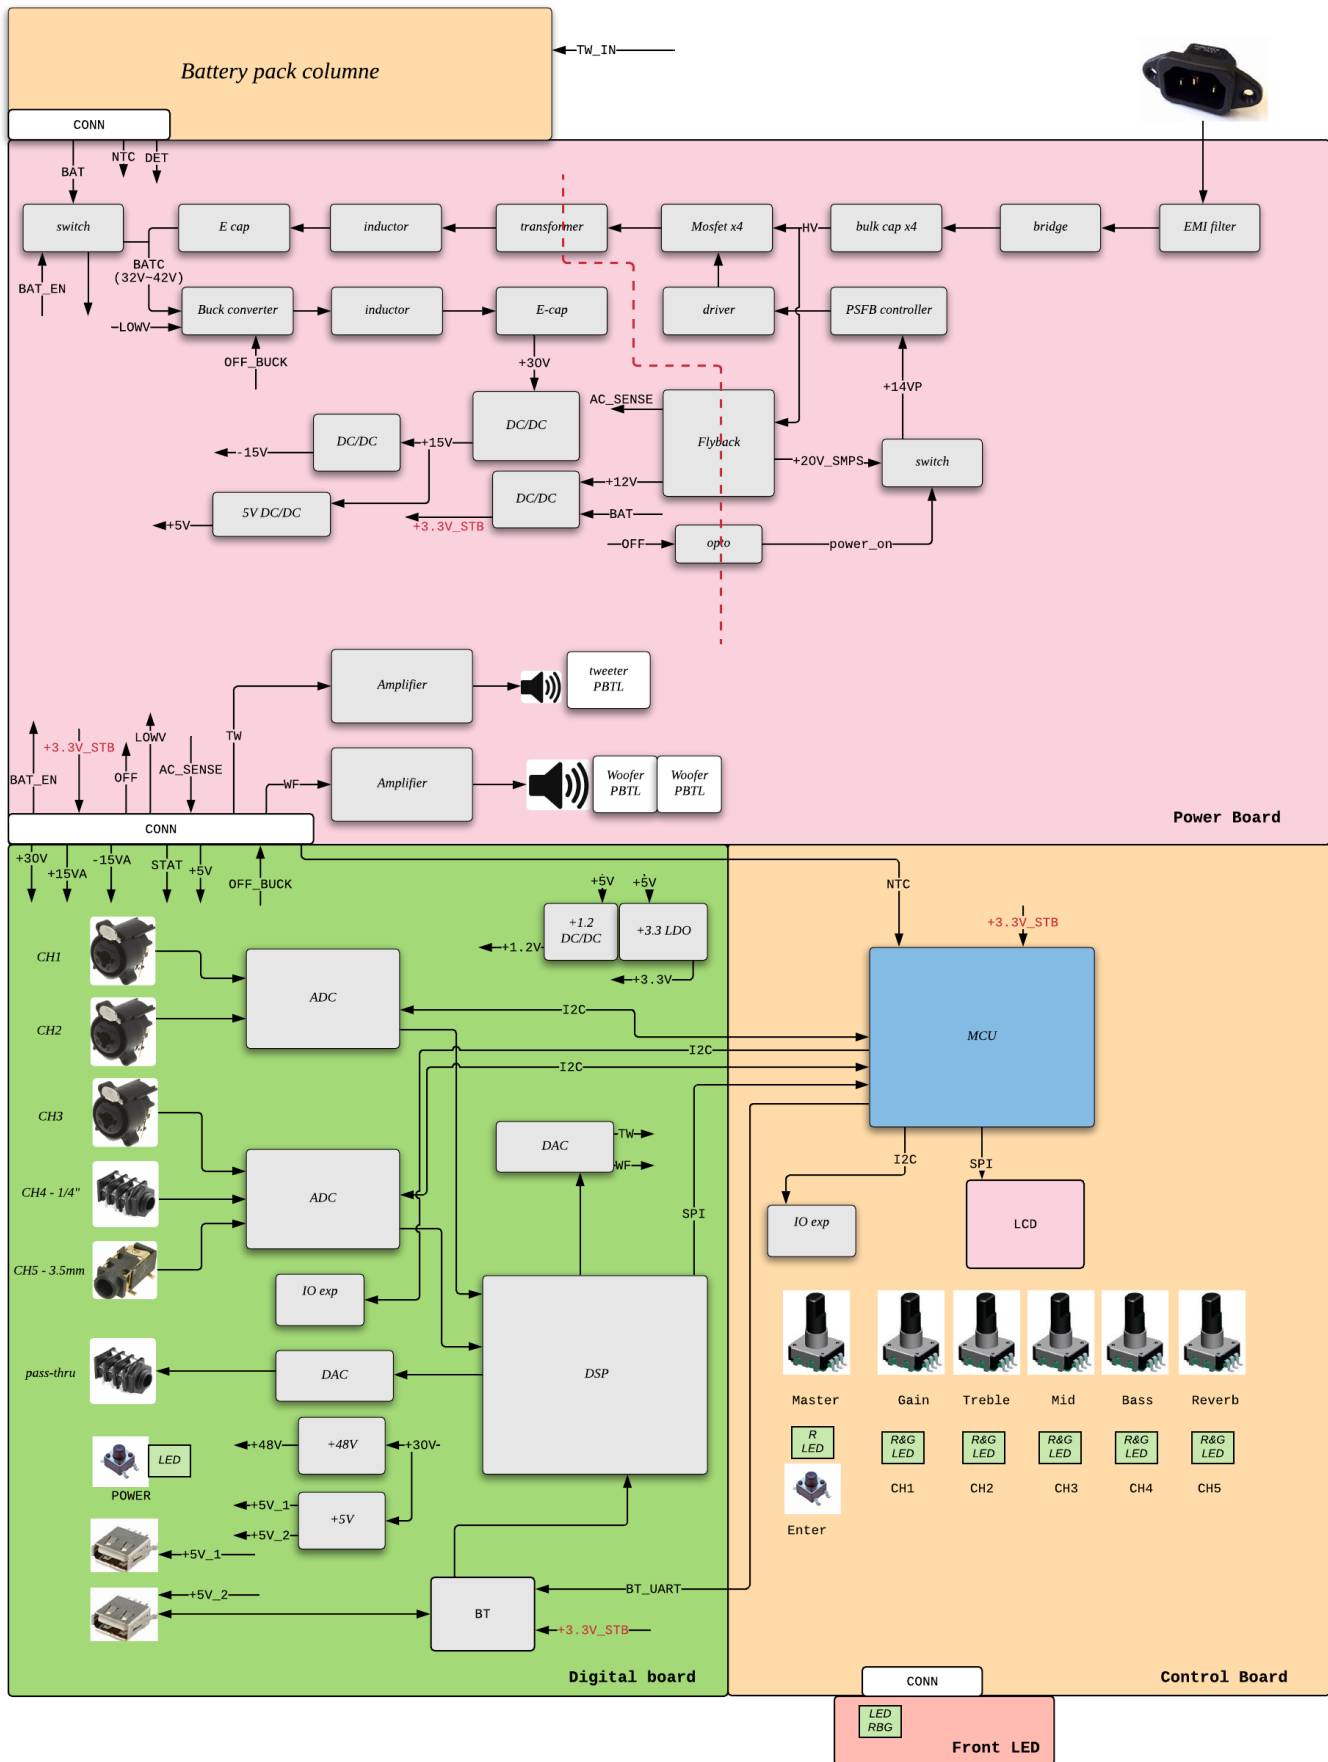 Battery pack columne
TW_IN
CONN
BAT
NTC
DET
switch
E cap
inductor
transformer
Mosfet x4
HV
bulk cap x4
bridge
EMI filter
BATC
(32V~42V)
BAT_EN
LOWV
Buck converter
inductor
E-cap
driver
PSFB controller
OFF_BUCK
+30V
+14VP
AC_SENSE
DC/DC
DC/DC
+15V
-15V
Flyback
+20V_SMPS
switch
+12V
DC/DC
5V DC/DC
+5V
+3.3V_STB
BAT
OFF
opto
power_on
Amplifier
tweeter
PBTL
BAT_EN
+3.3V_STB
OFF
LOWV
AC_SENSE
TW
WF
Amplifier
Woofer
PBTL
Woofer
PBTL
Power Board
CONN
+30V
+15VA
-15VA
STAT
+5V
OFF_BUCK
NTC
+5V
+5V
+1.2
DC/DC
+3.3 LDO
+1.2V
+3.3V
+3.3V_STB
CH1
CH2
CH3
CH4 - 1/4"
CH5 - 3.5mm
pass-thru
ADC
I2C
I2C
I2C
MCU
DAC
TW
WF
ADC
SPI
I2C
SPI
IO exp
LCD
IO exp
DAC
DSP
Master
Gain
Treble
Mid
Bass
Reverb
R
LED
R&G
LED
R&G
LED
R&G
LED
R&G
LED
R&G
LED
CH1
CH2
CH3
CH4
CH5
Enter
LED
POWER
+48V
+48V
+30V
+5V_1
+5V_2
+5V
+5V_1
+5V_2
BT
BT_UART
+3.3V_STB
Digital board
Control Board
CONN
LED
RBG
Front LED